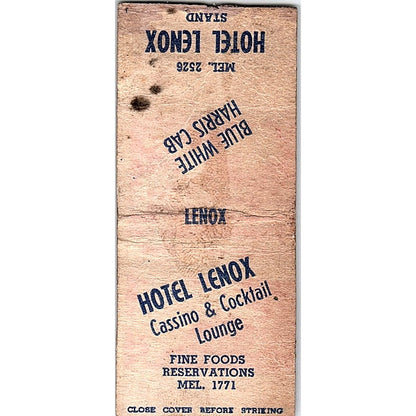 HOTEL LENOX
STAND
MEL. 2526
BLUE WHITE
HARRIS CAB
LENOX
HOTEL LENOX
Cassino & Cocktail
Lounge
FINE FOODS
RESERVATIONS
MEL. 1771
CLOSE COVER BEFORE STRIKING